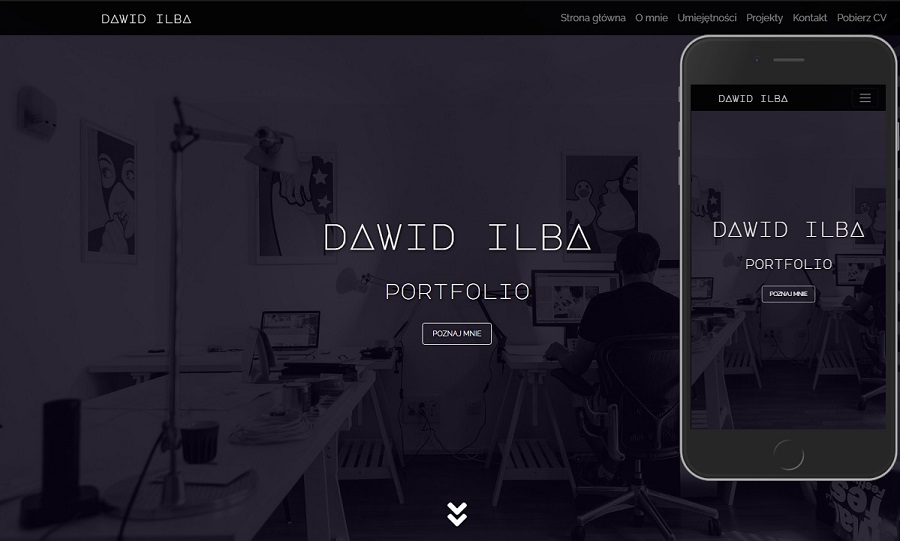 DAWID ILBA
Strona główna O mnie Umiejętności Projekty Kontakt Pobierz CV
DAWID ILBA
PORTFOLIO
POZNAJ MNIE
DAWID ILBA
DAWID ILBA
PORTFOLIO
POZNAJ MNIE